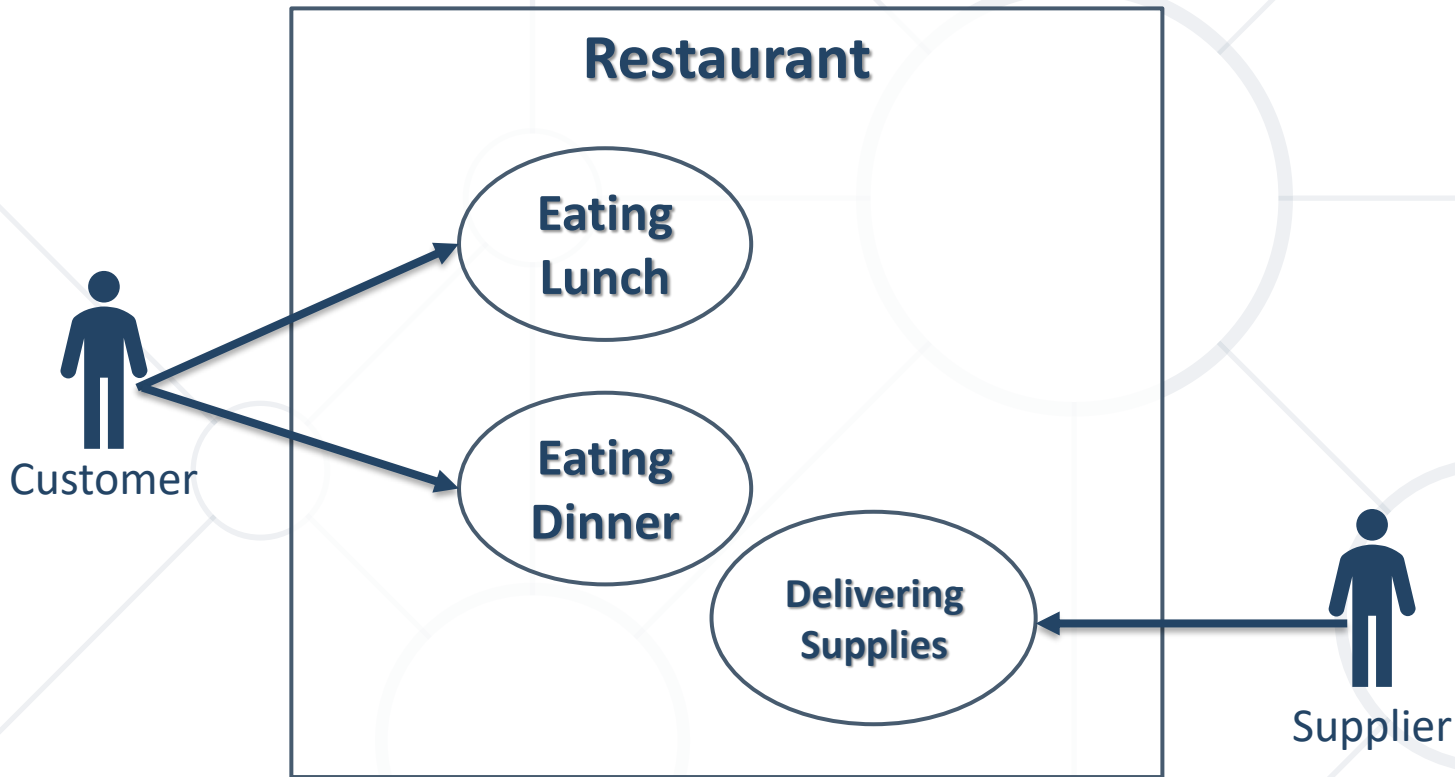 Restaurant
Eating
Lunch
Customer
Eating
Dinner
Delivering
Supplies
Supplier